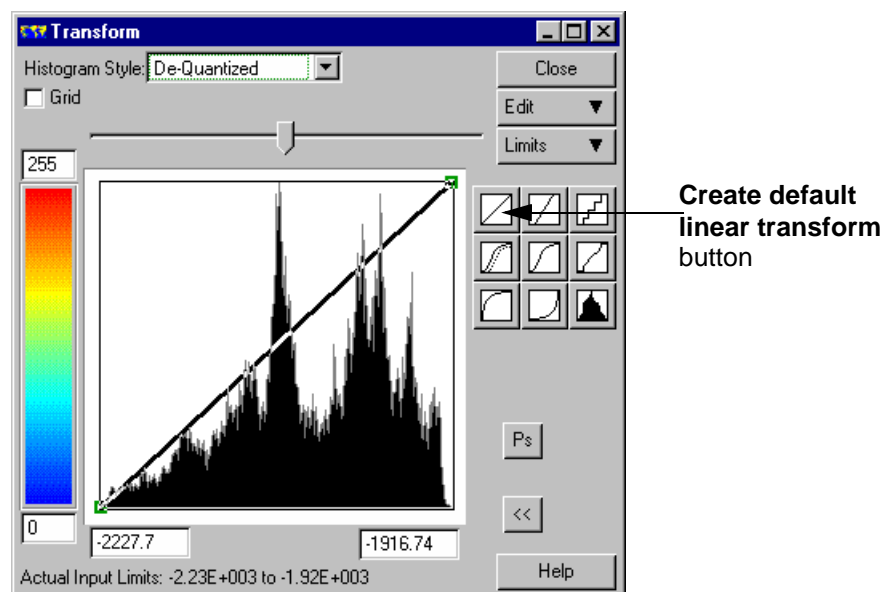 Transform
Histogram Style: De-Quantized
Close
Grid
Edit
Limits
255
Create default
linear transform
button
Ps
<<
0
-2227.7
-1916.74
Actual Input Limits: -2.23E+003 to -1.92E+003
Help